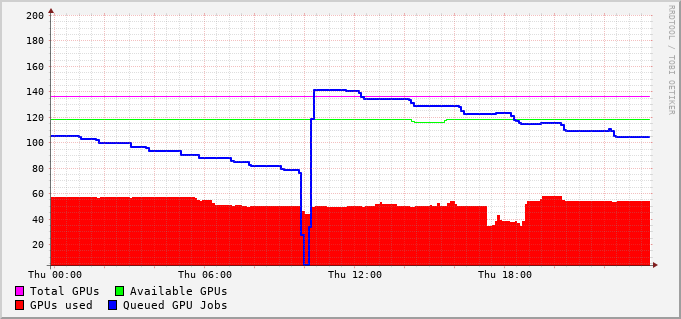 200
180
160
140
120
100
80
60
40
20
Thu 00:00 Thu 06:00 Thu 12:00 Thu 18:00
Total GPUs Available GPUs
GPUs used Queued GPU Jobs
RRDTOOL / TOBI OETIKER